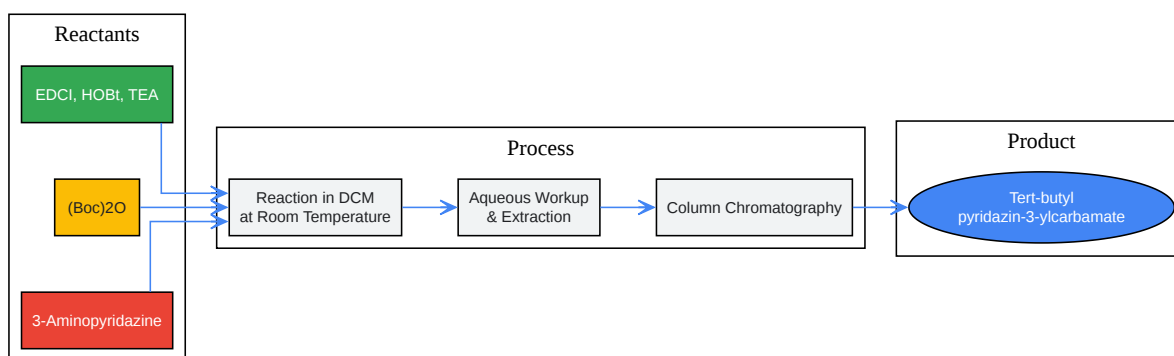 Reactants
EDCI, HOBt, TEA
(Boc)2O
3-Aminopyridazine
Process
Reaction in DCM
at Room Temperature
Aqueous Workup
& Extraction
Column Chromatography
Product
Tert-butyl
pyridazin-3-ylcarbamate